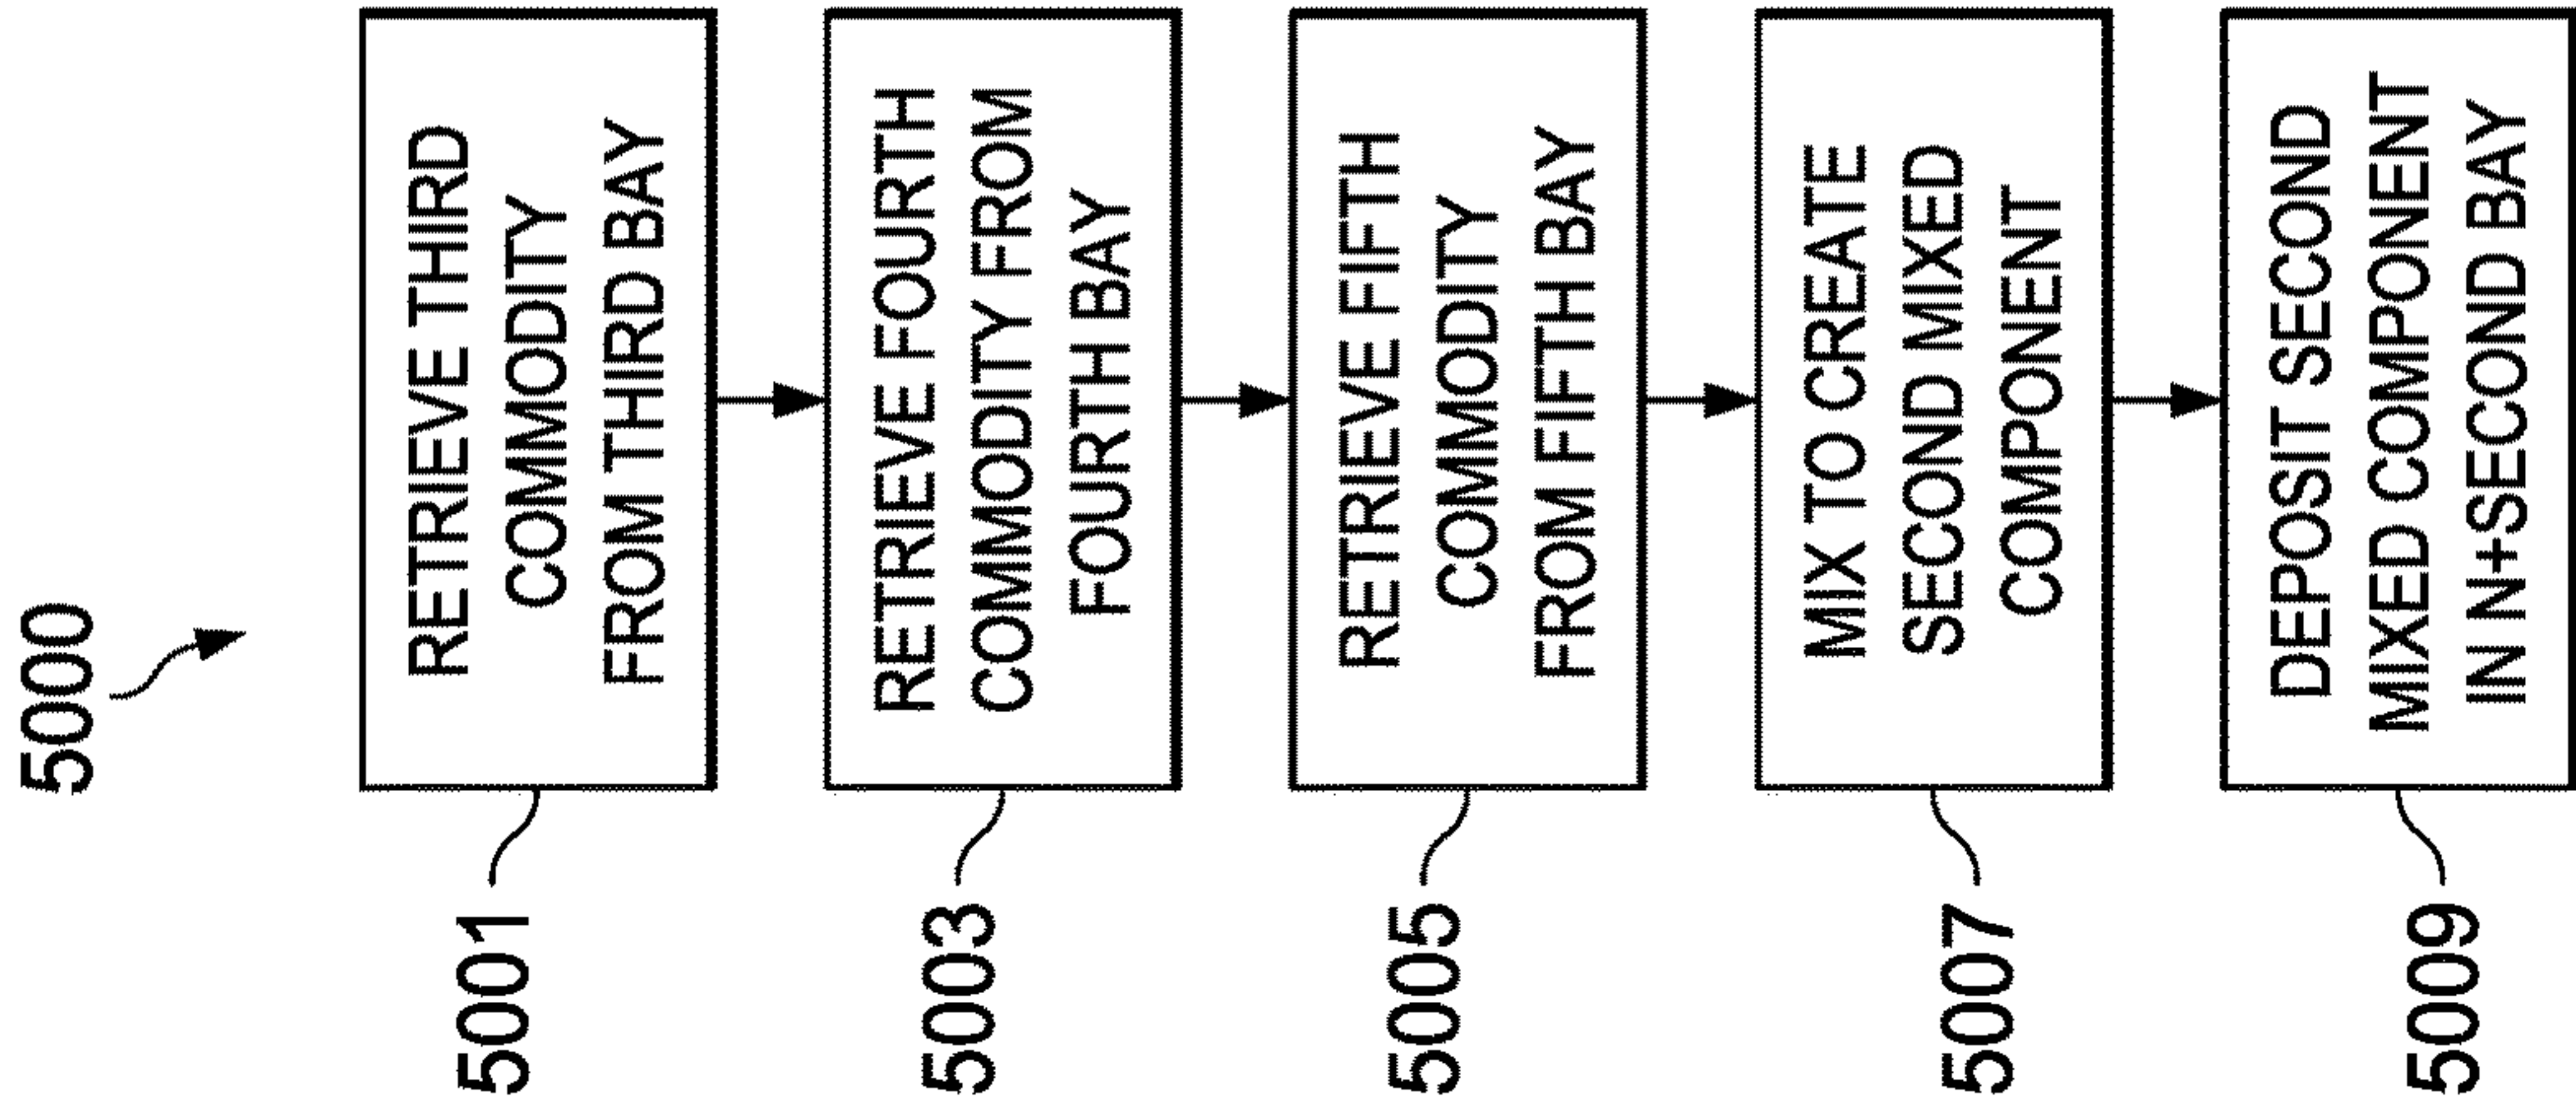 5000
5001
RETRIEVE THIRD
COMMODITY
FROM THIRD BAY
5003
RETRIEVE FOURTH
COMMODITY FROM
FOURTH BAY
5005
RETRIEVE FIFTH
COMMODITY
FROM FIFTH BAY
5007
MIX TO CREATE
SECOND MIXED
COMPONENT
5009
DEPOSIT SECOND
MIXED COMPONENT
IN N+SECOND BAY